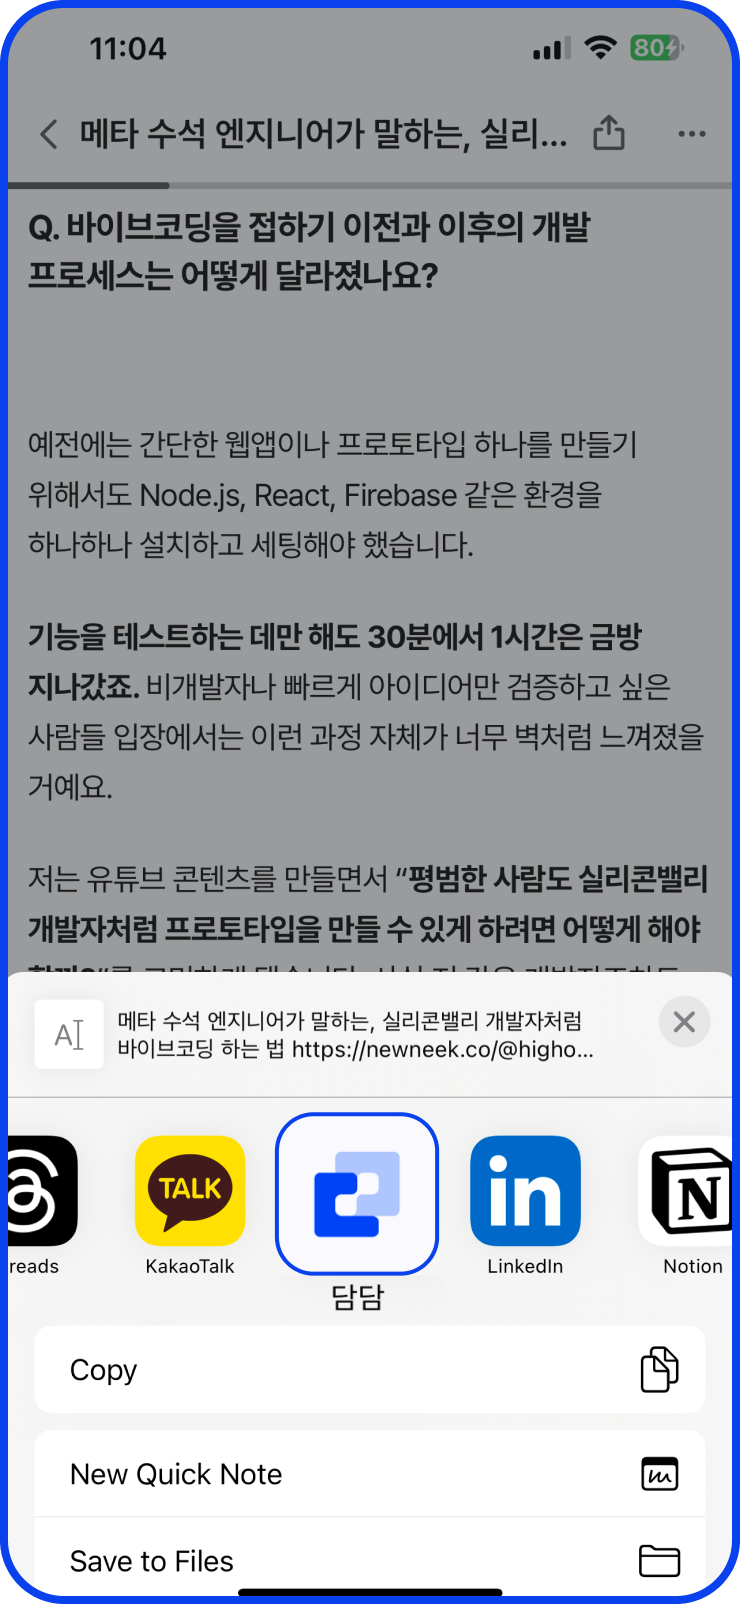 11:04
80
메타 수석 엔지니어가 말하는, 실리...
Q. 바이브코딩을 접하기 이전과 이후의 개발
프로세스는 어떻게 달라졌나요?
예전에는 간단한 웹앱이나 프로토타입 하나를 만들기
위해서도 Node.js, React, Firebase 같은 환경을
하나하나 설치하고 세팅해야 했습니다.
기능을 테스트하는 데만 해도 30분에서 1시간은 금방
지나갔죠. 비개발자나 빠르게 아이디어만 검증하고 싶은
사람들 입장에서는 이런 과정 자체가 너무 벽처럼 느껴졌을
거예요.
저는 유튜브 콘텐츠를 만들면서 “평범한 사람도 실리콘밸리
개발자처럼 프로토타입을 만들 수 있게 하려면 어떻게 해야
메타 수석 엔지니어가 말하는, 실리콘밸리 개발자처럼
바이브코딩 하는 법 https://newneek.co/@higho...
TALK
in
N
reads
KakaoTalk
담담
LinkedIn
Notion
Copy
New Quick Note
Save to Files